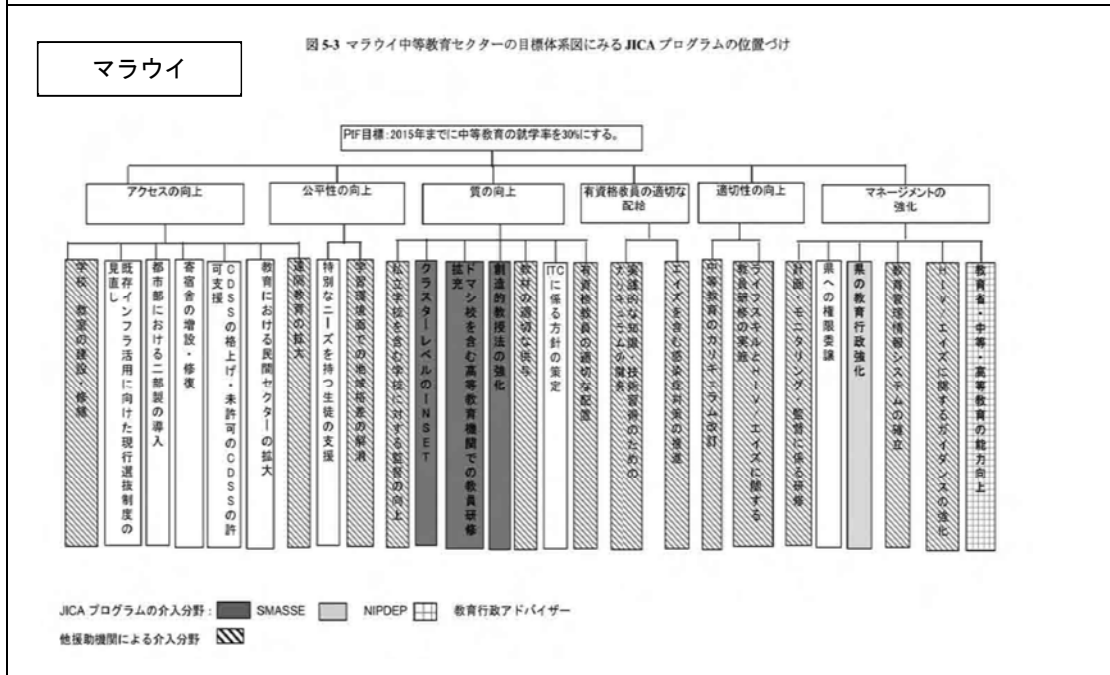 図 5-3 マラウイ中等教育セクターの目標体系図にみる JICA プログラムの位置づけ
マラウイ
PIF目標:2015年までに中等教育の就学率を30%にする。
アクセスの向上
公平性の向上
質の向上
有資格教員の適切な
配給
適切性の向上
マネージメントの
強化
学校・教室の建設・修繕
既存インフラ活用に向けた現行選抜制度の
見直し
都市部における二部製の導入
寄宿舎の増設・修復
CDSSの格上げ・未許可のCDSSの許
可支援
教育における民間セクターの拡大
遠隔教育の拡大
特別なニーズを持つ生徒の支援
学習環境面での地域格差の解消
私立学校を含む学校に対する監督の向上
クラスターレベルのINSET
ドマシ校を含む高等教育機関での教員研修
拡充
創造的教授法の強化
教材の適切な供与
ITCに係る方針の策定
有資格教員の適切な配置
実践的な知識・技術習得のための
カリキュラムの開発
エイズを含む感染症対策の推進
中等教育のカリキュラム改訂
ライフスキルとHIV/エイズに関する
教員研修の実施
計画・モニタリング・監督に係る研修
県への権限委譲
県の教育行政強化
教育管理情報システムの確立
HIV/エイズに関するガイダンスの強化
教育省・中等・高等教育の能力向上
JICA プログラムの介入分野: SMASSE NIPDEP 教育行政アドバイザー
他援助機関による介入分野